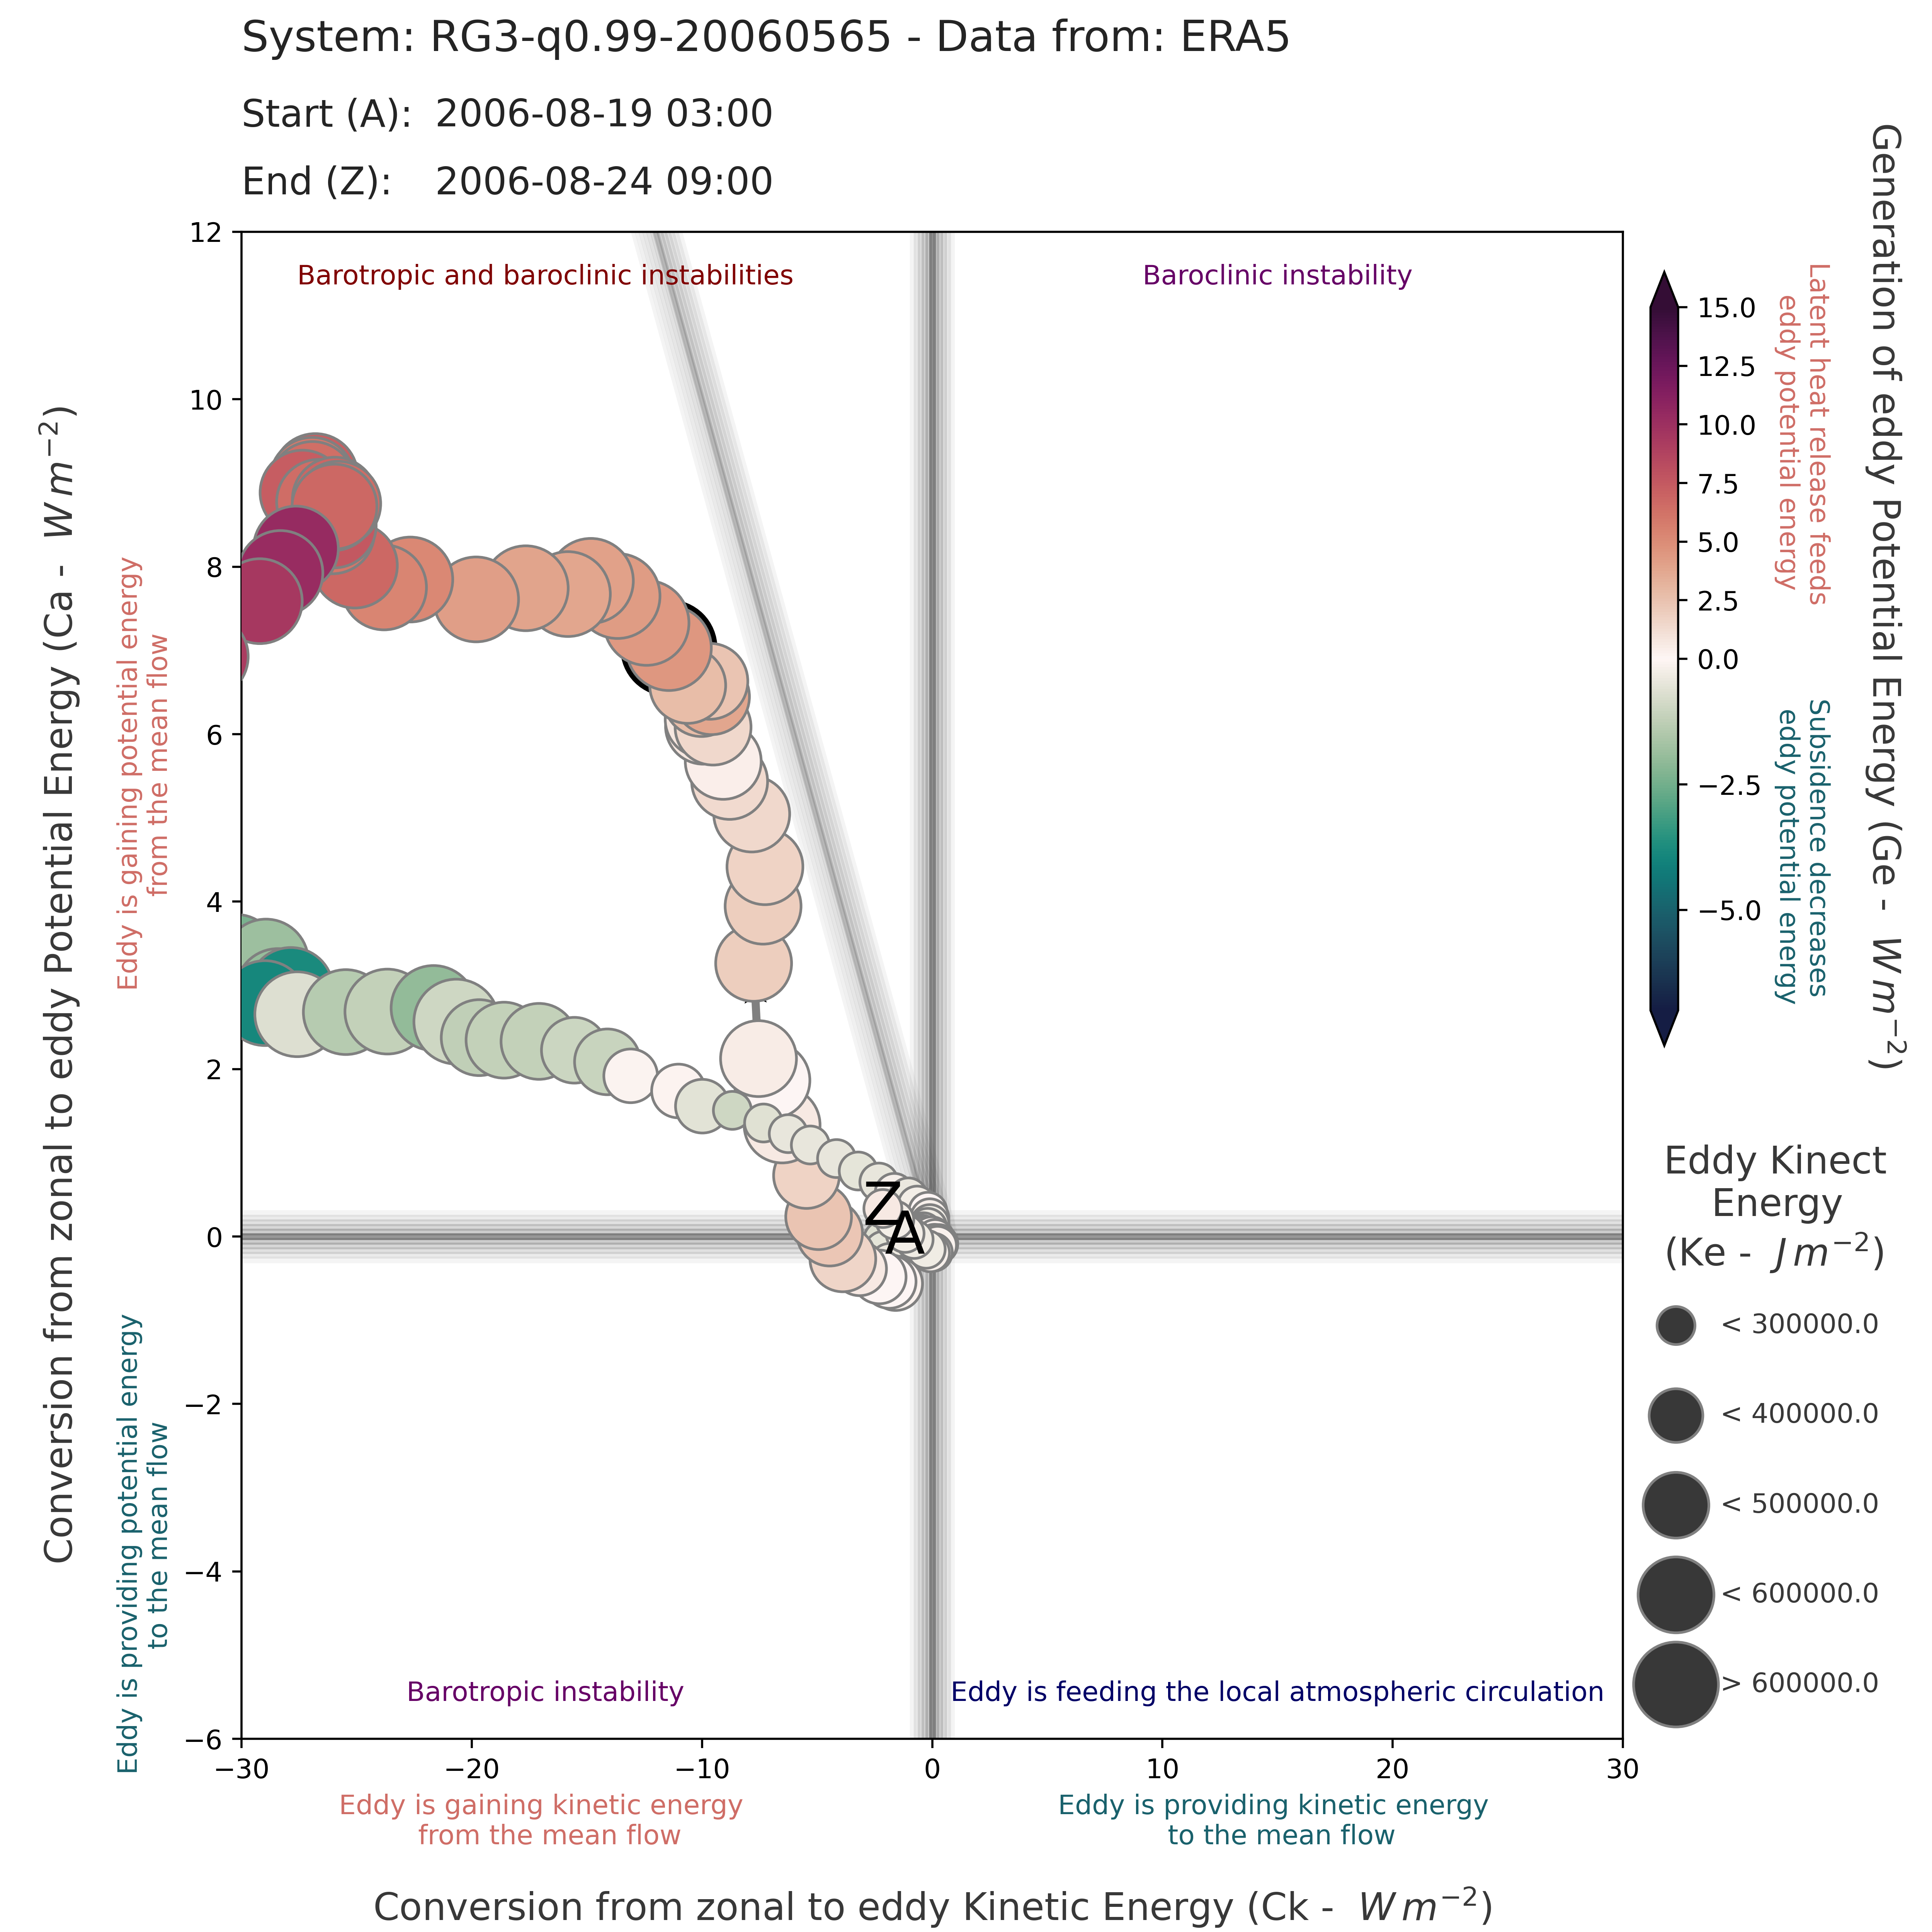 System: RG3-q0.99-20060565 - Data from: ERA5
Start (A): 2006-08-19 03:00
End (Z): 2006-08-24 09:00
Barotropic and baroclinic instabilities
Baroclinic instability
Barotropic instability
Eddy is feeding the local atmospheric circulation
Z
A
12
10
8
6
4
2
0
−2
−4
−6
−30
−20
−10
0
10
20
30
Conversion from zonal to eddy Potential Energy (Ca - W m⁻²)
Eddy is gaining potential energy
from the mean flow
Eddy is providing potential energy
to the mean flow
Eddy is gaining kinetic energy
from the mean flow
Eddy is providing kinetic energy
to the mean flow
Conversion from zonal to eddy Kinetic Energy (Ck - W m⁻²)
15.0
12.5
10.0
7.5
5.0
2.5
0.0
−2.5
−5.0
Latent heat release feeds
eddy potential energy
Subsidence decreases
eddy potential energy
Generation of eddy Potential Energy (Ge - W m⁻²)
Eddy Kinect
Energy
(Ke - J m⁻²)
< 300000.0
< 400000.0
< 500000.0
< 600000.0
> 600000.0